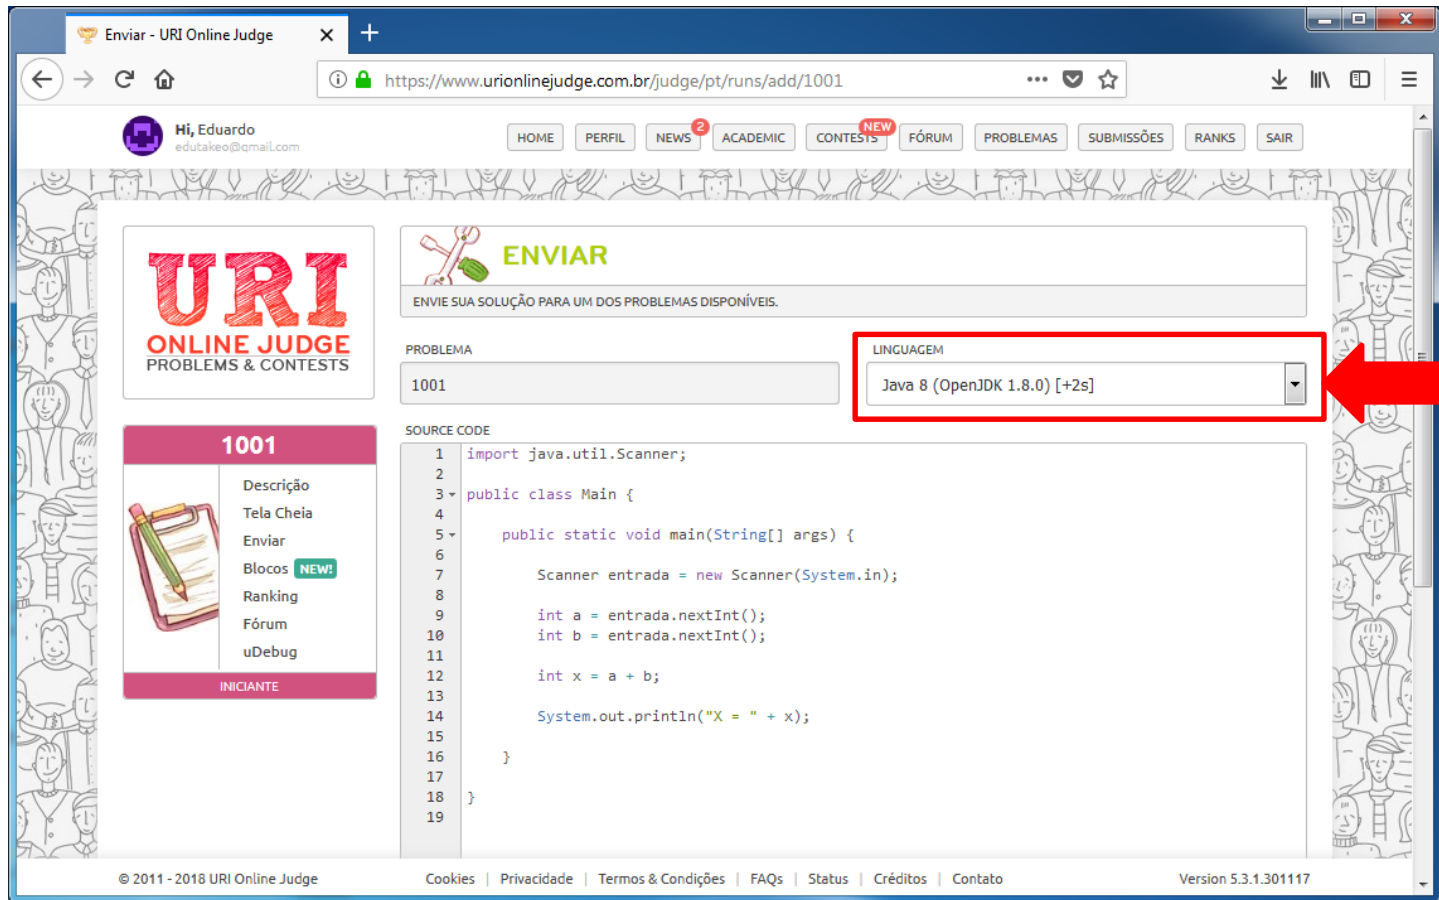 Enviar - URI Online Judge
https://www.urionlinejudge.com.br/judge/pt/runs/add/1001
Hi, Eduardo
edutakeo@gmail.com
HOME PERFIL NEWS 2 ACADEMIC CONTESTS NEW FÓRUM PROBLEMAS SUBMISSÕES RANKS SAIR
URI
ONLINE JUDGE
PROBLEMS & CONTESTS
ENVIAR
ENVIE SUA SOLUÇÃO PARA UM DOS PROBLEMAS DISPONÍVEIS.
PROBLEMA
1001
LINGUAGEM
Java 8 (OpenJDK 1.8.0) [+2s]
1001
Descrição
Tela Cheia
Enviar
Blocos NEW!
Ranking
Fórum
uDebug
INICIANTE
SOURCE CODE
1 import java.util.Scanner;
2
3 public class Main {
4
5 public static void main(String[] args) {
6
7 Scanner entrada = new Scanner(System.in);
8
9 int a = entrada.nextInt();
10 int b = entrada.nextInt();
11
12 int x = a + b;
13
14 System.out.println("X = " + x);
15
16 }
17
18 }
19
© 2011 - 2018 URI Online Judge
Cookies | Privacidade | Termos & Condições | FAQs | Status | Créditos | Contato
Version 5.3.1.301117